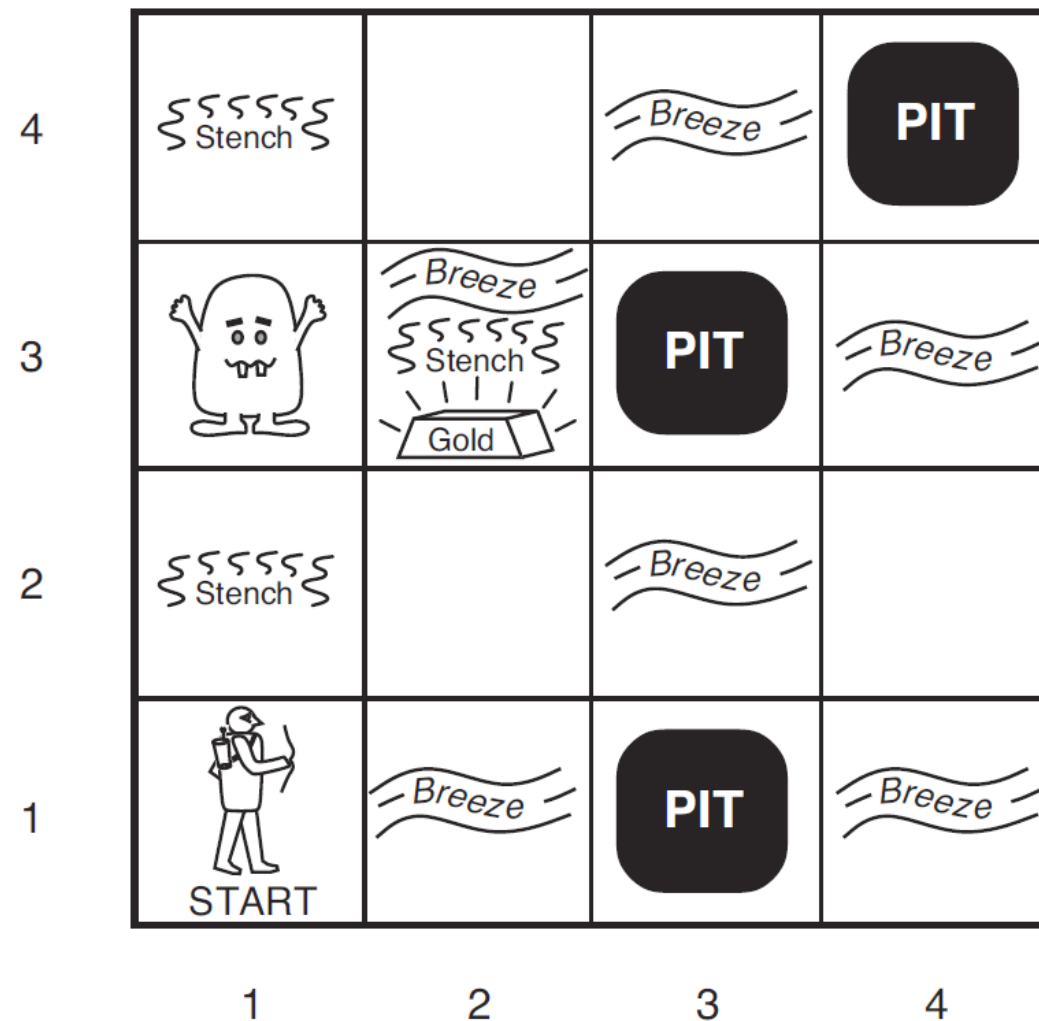 4
Stench
Breeze
PIT
3
Breeze
Stench
Gold
PIT
Breeze
2
Stench
Breeze
1
START
Breeze
PIT
Breeze
1 2 3 4